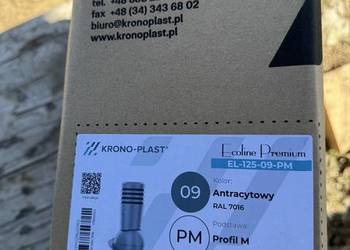 fax +48 (34) 343 68 02
biuro@kronoplast.pl
www.kronoplast.pl
KRONO-PLAST®
Ecoline Premium
EL-125-09-PM
09
Kolor:
Antracytowy
RAL 7016
PM
Podstawa:
Profil M